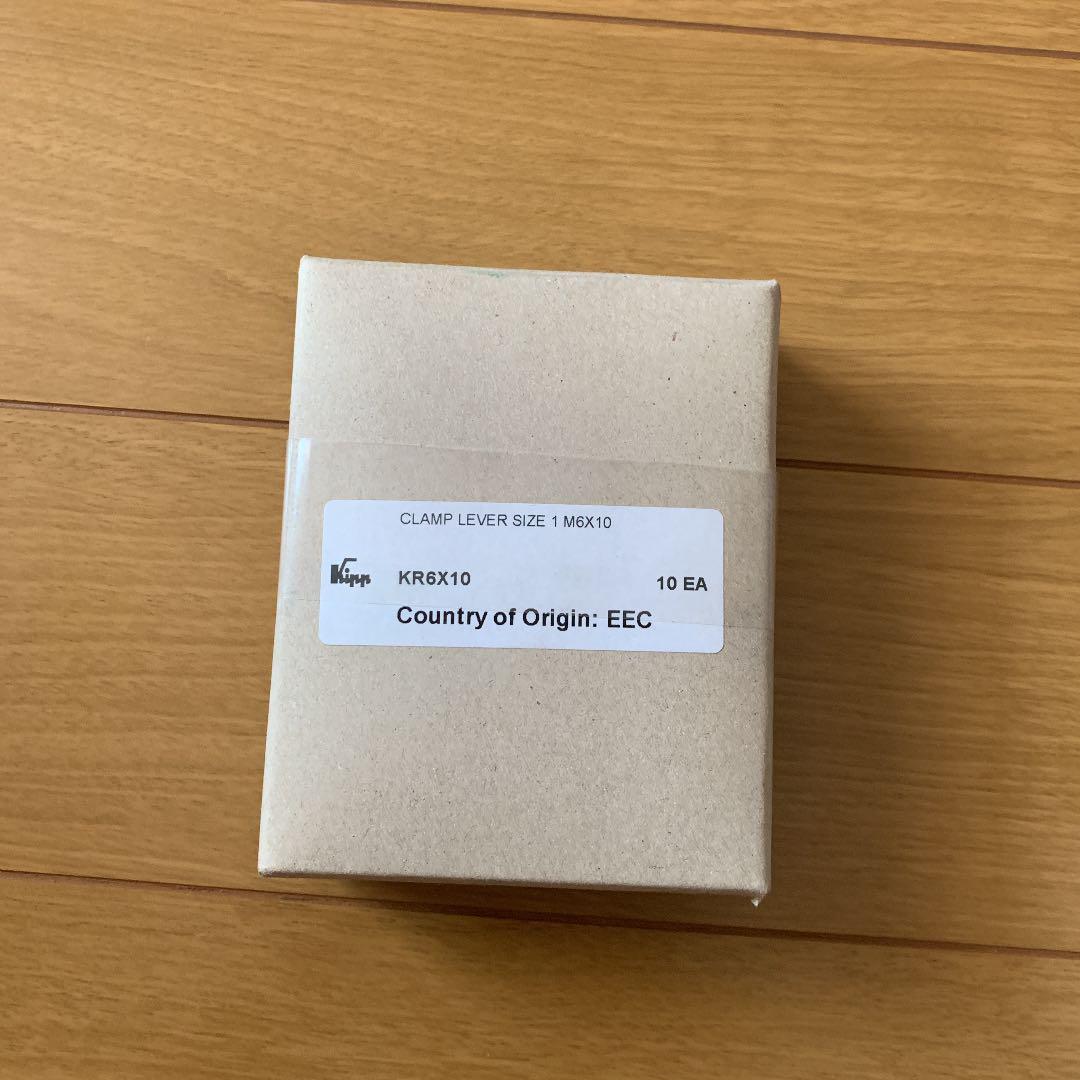 CLAMP LEVER SIZE 1 M6X10
Kipp KR6X10 10 EA
Country of Origin: EEC